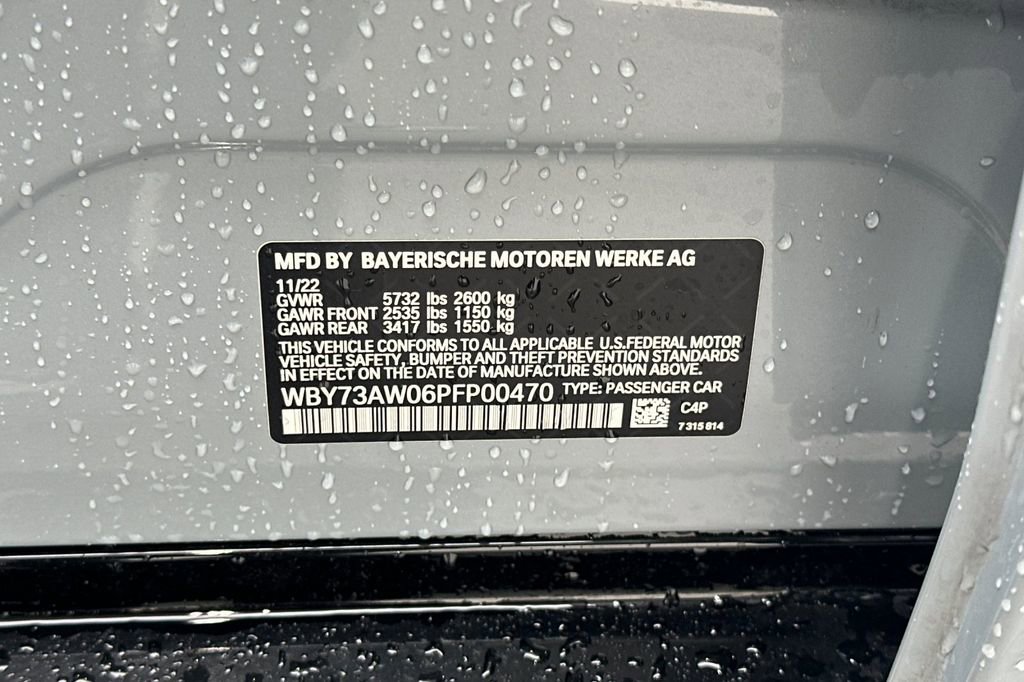 MFD BY BAYERISCHE MOTOREN WERKE AG
11/22
GVWR 5732 lbs 2600 kg
GAWR FRONT 2535 lbs 1150 kg
GAWR REAR 3417 lbs 1550 kg
THIS VEHICLE CONFORMS TO ALL APPLICABLE U.S.FEDERAL MOTOR
VEHICLE SAFETY, BUMPER AND THEFT PREVENTION STANDARDS
IN EFFECT ON THE DATE OF MANUFACTURE SHOWN ABOVE.
WBY73AW06PFP00470 TYPE: PASSENGER CAR
C4P
7 315 814